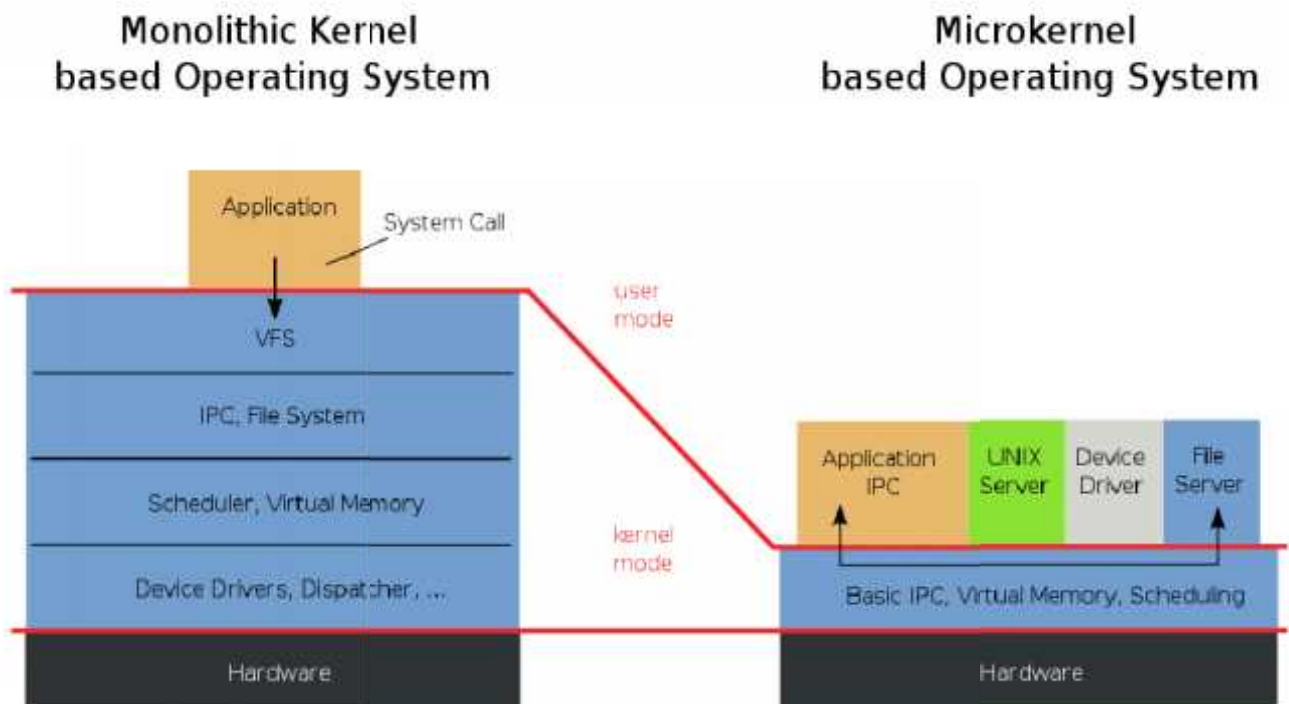 Monolithic Kernel
based Operating System
Microkernel
based Operating System
Application
System Call
user
mode
VFS
IPC, File System
Scheduler, Virtual Memory
kernel
mode
Device Drivers, Dispatcher, ...
Hardware
Application
IPC
UNIX
Server
Device
Driver
File
Server
Basic IPC, Virtual Memory, Scheduling
Hardware